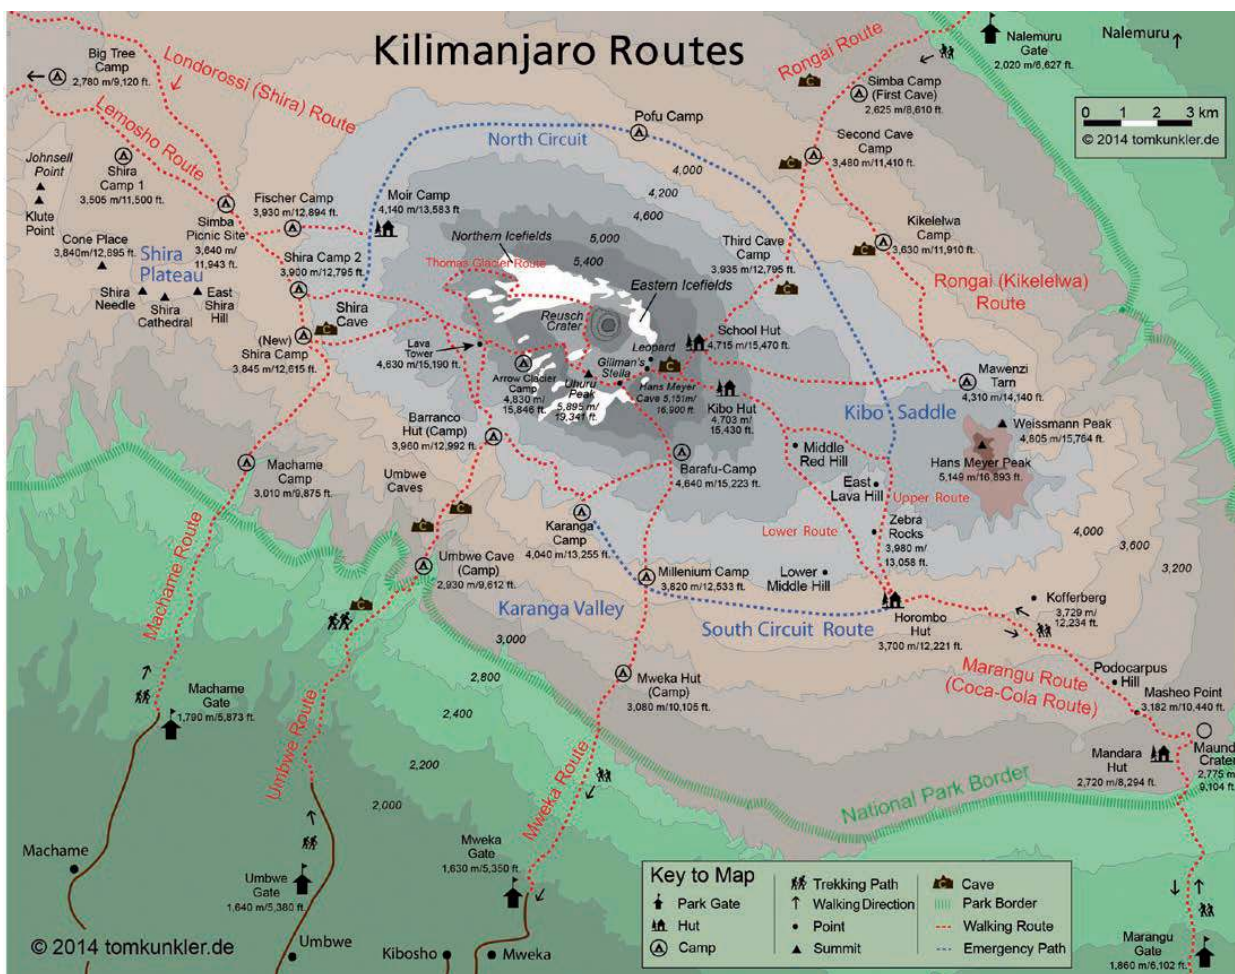 Kilimanjaro Routes
Big Tree
Camp
2,780 m/9,120 ft.
Londorossi (Shira) Route
Lemosho Route
Rongai Route
Nalemuru
Gate
2,020 m/6,627 ft.
Nalemuru
Simba Camp
(First Cave)
2,625 m/8,610 ft.
0 1 2 3 km
© 2014 tomkunkler.de
Pofu Camp
North Circuit
Second Cave
Camp
3,480 m/11,410 ft.
Johnsell
Point
Klute
Point
Shira
Camp 1
3,505 m/11,500 ft.
Fischer Camp
3,930 m/12,894 ft.
Moir Camp
4,140 m/13,583 ft
4,000
4,200
4,600
5,000
5,400
Simba
Picnic Site
3,640 m/
11,943 ft.
Cone Place
3,840m/12,695 ft.
Shira
Plateau
Shira
Needle
Shira
Cathedral
East
Shira
Hill
Shira Camp 2
3,900 m/12,795 ft.
Northern Icefields
Thomas Glacier Route
Eastern Icefields
Reusch
Crater
Third Cave
Camp
3,935 m/12,795 ft.
Kikelelwa
Camp
3,630 m/11,910 ft.
Rongai (Kikelelwa)
Route
Shira
Cave
(New)
Shira Camp
3,845 m/12,615 ft.
Lava
Tower
4,630 m/15,190 ft.
Arrow Glacier
Camp
4,830 m/
15,846 ft.
Uhuru
Peak
5,895 m/
19,341 ft.
Leopard
Gillman's
Stella
Hans Meyer
Cave 5,151m/
16,900 ft.
School Hut
4,715 m/15,470 ft.
Kibo Hut
4,703 m/
15,430 ft.
Mawenzi
Tarn
4,310 m/14,140 ft.
Kibo Saddle
Weissmann Peak
4,805 m/15,764 ft.
Hans Meyer Peak
5,149 m/16,893 ft.
Barranco
Hut (Camp)
3,960 m/12,992 ft.
Barafu-Camp
4,640 m/15,223 ft.
Middle
Red Hill
East
Lava Hill
Upper Route
Lower Route
Zebra
Rocks
3,980 m/
13,058 ft.
4,000
3,600
3,200
Machame
Camp
3,010 m/9,875 ft.
Umbwe
Caves
Karanga
Camp
4,040 m/13,255 ft.
Umbwe Cave
(Camp)
2,930 m/9,612 ft.
Millenium Camp
3,820 m/12,533 ft.
Lower
Middle Hill
Karanga Valley
South Circuit Route
Horombo
Hut
3,700 m/12,221 ft.
Kofferberg
3,729 m/
12,234 ft.
Machame Route
3,000
2,800
2,400
2,200
2,000
Mweka Hut
(Camp)
3,080 m/10,105 ft.
Marangu Route
(Coca-Cola Route)
Podocarpus
Hill
Masheo Point
3,182 m/10,440 ft.
Machame
Gate
1,790 m/5,873 ft.
Umbwe Route
Mweka Route
National Park Border
Mandara
Hut
2,720 m/8,294 ft.
Maund
Crater
2,775 m
9,104 ft.
Machame
Umbwe
Gate
1,640 m/5,380 ft.
Umbwe
Mweka
Gate
1,630 m/5,350 ft.
Kibosho
Mweka
Key to Map
Park Gate
Hut
Camp
Trekking Path
Walking Direction
Point
Summit
Cave
Park Border
Walking Route
Emergency Path
Marangu
Gate
1,860 m/6,102 ft.
© 2014 tomkunkler.de